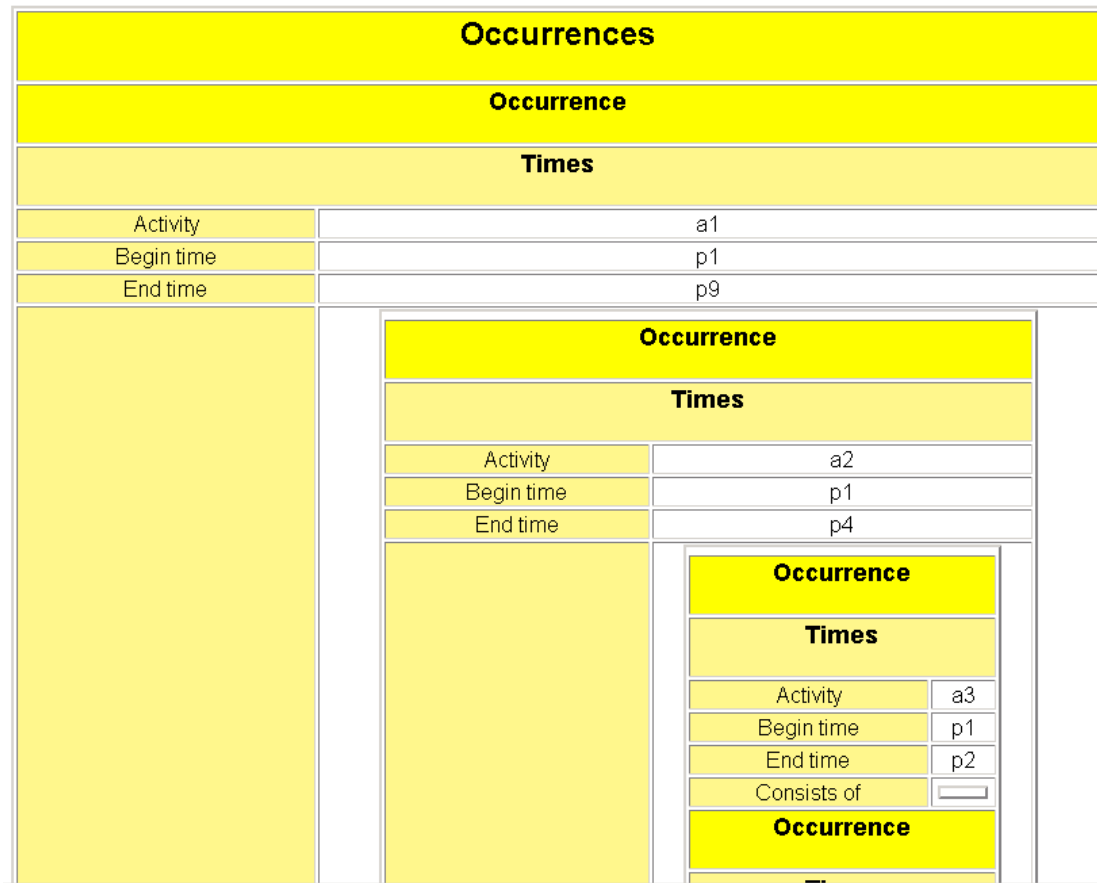 Occurrences
Occurrence
Times
Activity a1
Begin time p1
End time p9
Occurrence
Times
Activity a2
Begin time p1
End time p4
Occurrence
Times
Activity a3
Begin time p1
End time p2
Consists of
Occurrence